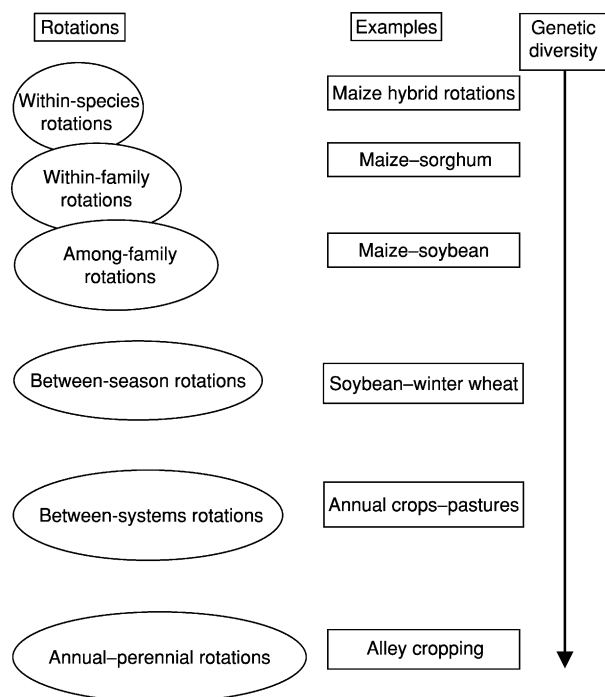 Rotations
Examples
Genetic
diversity
Within-species
rotations
Maize hybrid rotations
Within-family
rotations
Maize–sorghum
Among-family
rotations
Maize–soybean
Between-season rotations
Soybean–winter wheat
Between-systems rotations
Annual crops–pastures
Annual–perennial rotations
Alley cropping